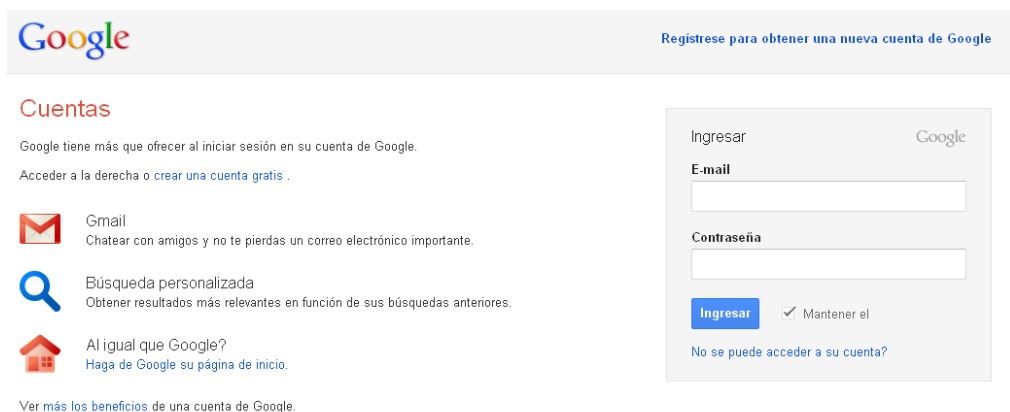 Google
Regístrese para obtener una nueva cuenta de Google
Cuentas
Google tiene más que ofrecer al iniciar sesión en su cuenta de Google.
Acceder a la derecha o crear una cuenta gratis .
Gmail
Chatear con amigos y no te pierdas un correo electrónico importante.
Búsqueda personalizada
Obtener resultados más relevantes en función de sus búsquedas anteriores.
Al igual que Google?
Haga de Google su página de inicio.
Ver más los beneficios de una cuenta de Google.
Ingresar Google
E-mail
Contraseña
Ingresar Mantener el
No se puede acceder a su cuenta?